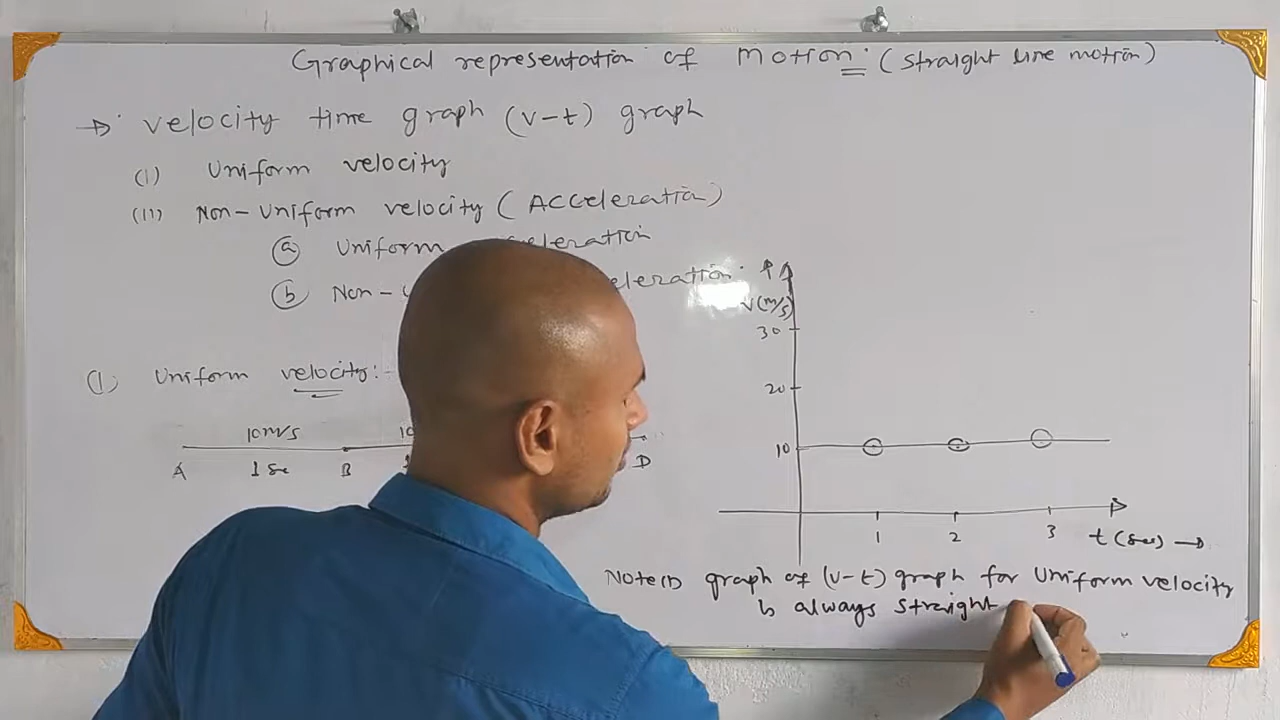 Graphical representation of Motion (straight line motion)
→ Velocity time graph (v-t) graph
(I) Uniform velocity
(II) Non-Uniform velocity (Acceleration)
(a) Uniform
(b) Non-
(I) Uniform velocity:-
10 m/s
A 1 Sec B D
V(m/s)
30
20
10
1 2 3 t(sec) →
Note(1) graph of (v-t) graph for Uniform velocity
is always straight